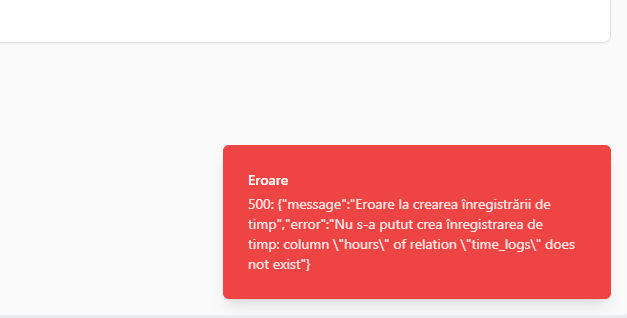 Eroare
500: {"message":"Eroare la crearea înregistrării de
timp","error":"Nu s-a putut crea înregistrarea de
timp: column \"hours\" of relation \"time_logs\" does
not exist"}